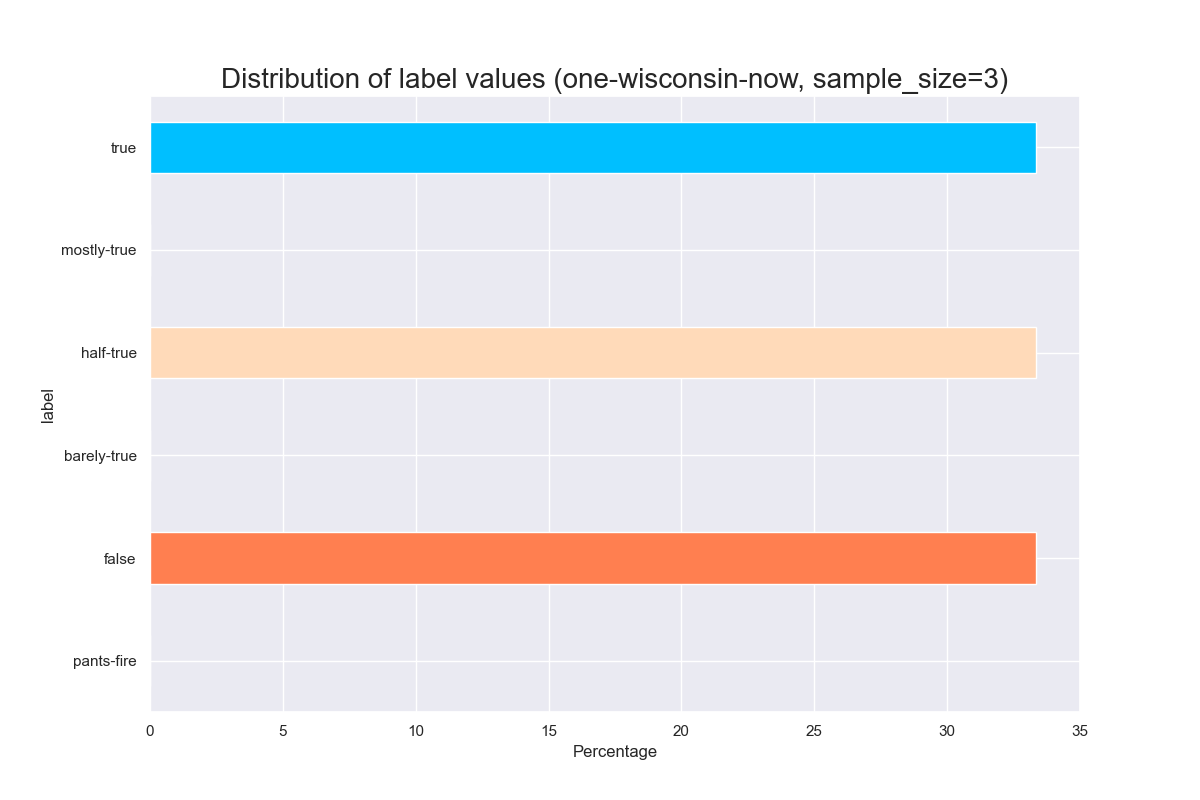 Distribution of label values (one-wisconsin-now, sample_size=3)
true
mostly-true
half-true
label
barely-true
false
pants-fire
0 5 10 15 20 25 30 35
Percentage